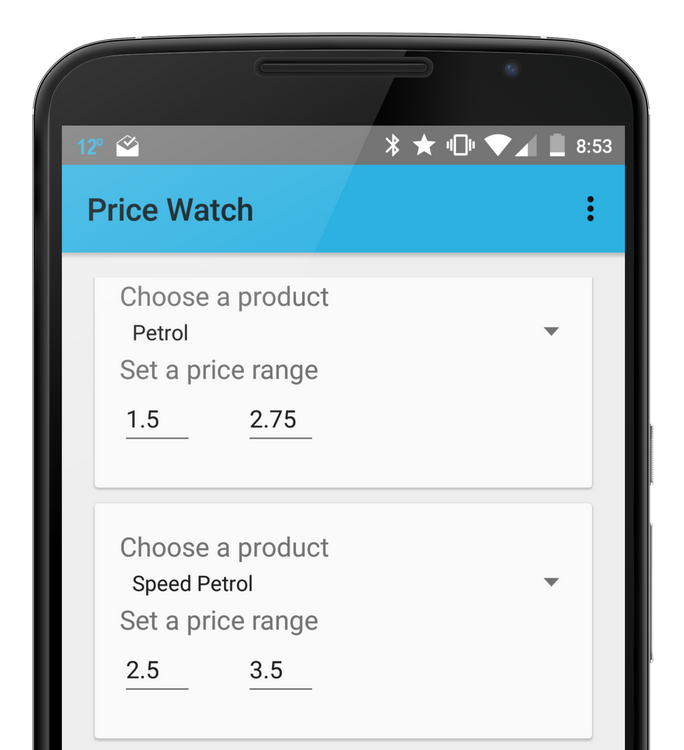 12° 8:53
Price Watch
Choose a product
Petrol
Set a price range
1.5 2.75
Choose a product
Speed Petrol
Set a price range
2.5 3.5